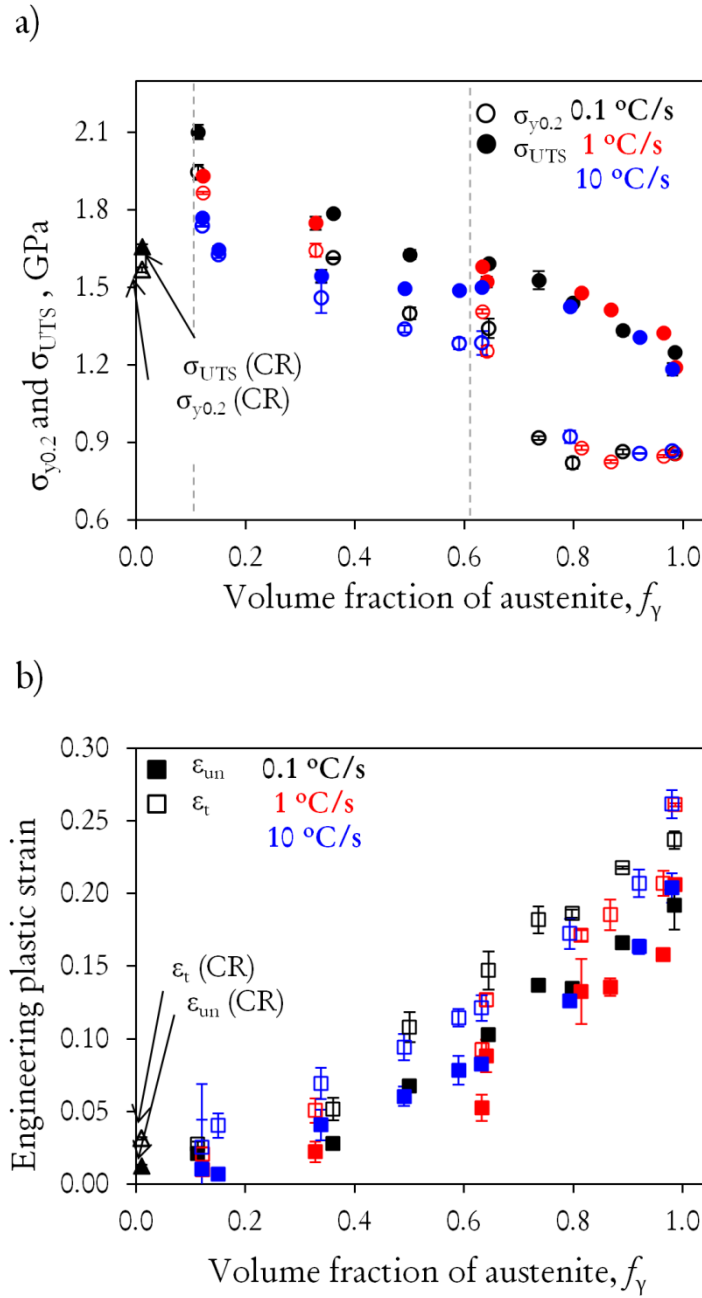 a)
σy0.2 0.1 ºC/s
σUTS 1 ºC/s
10 ºC/s
2.1
1.8
1.5
1.2
0.9
0.6
σUTS (CR)
σy0.2 (CR)
σy0.2 and σUTS , GPa
0.0 0.2 0.4 0.6 0.8 1.0
Volume fraction of austenite, fγ
b)
0.30
0.25
0.20
0.15
0.10
0.05
0.00
εun 0.1 ºC/s
εt 1 ºC/s
10 ºC/s
εt (CR)
εun (CR)
Engineering plastic strain
0.0 0.2 0.4 0.6 0.8 1.0
Volume fraction of austenite, fγ